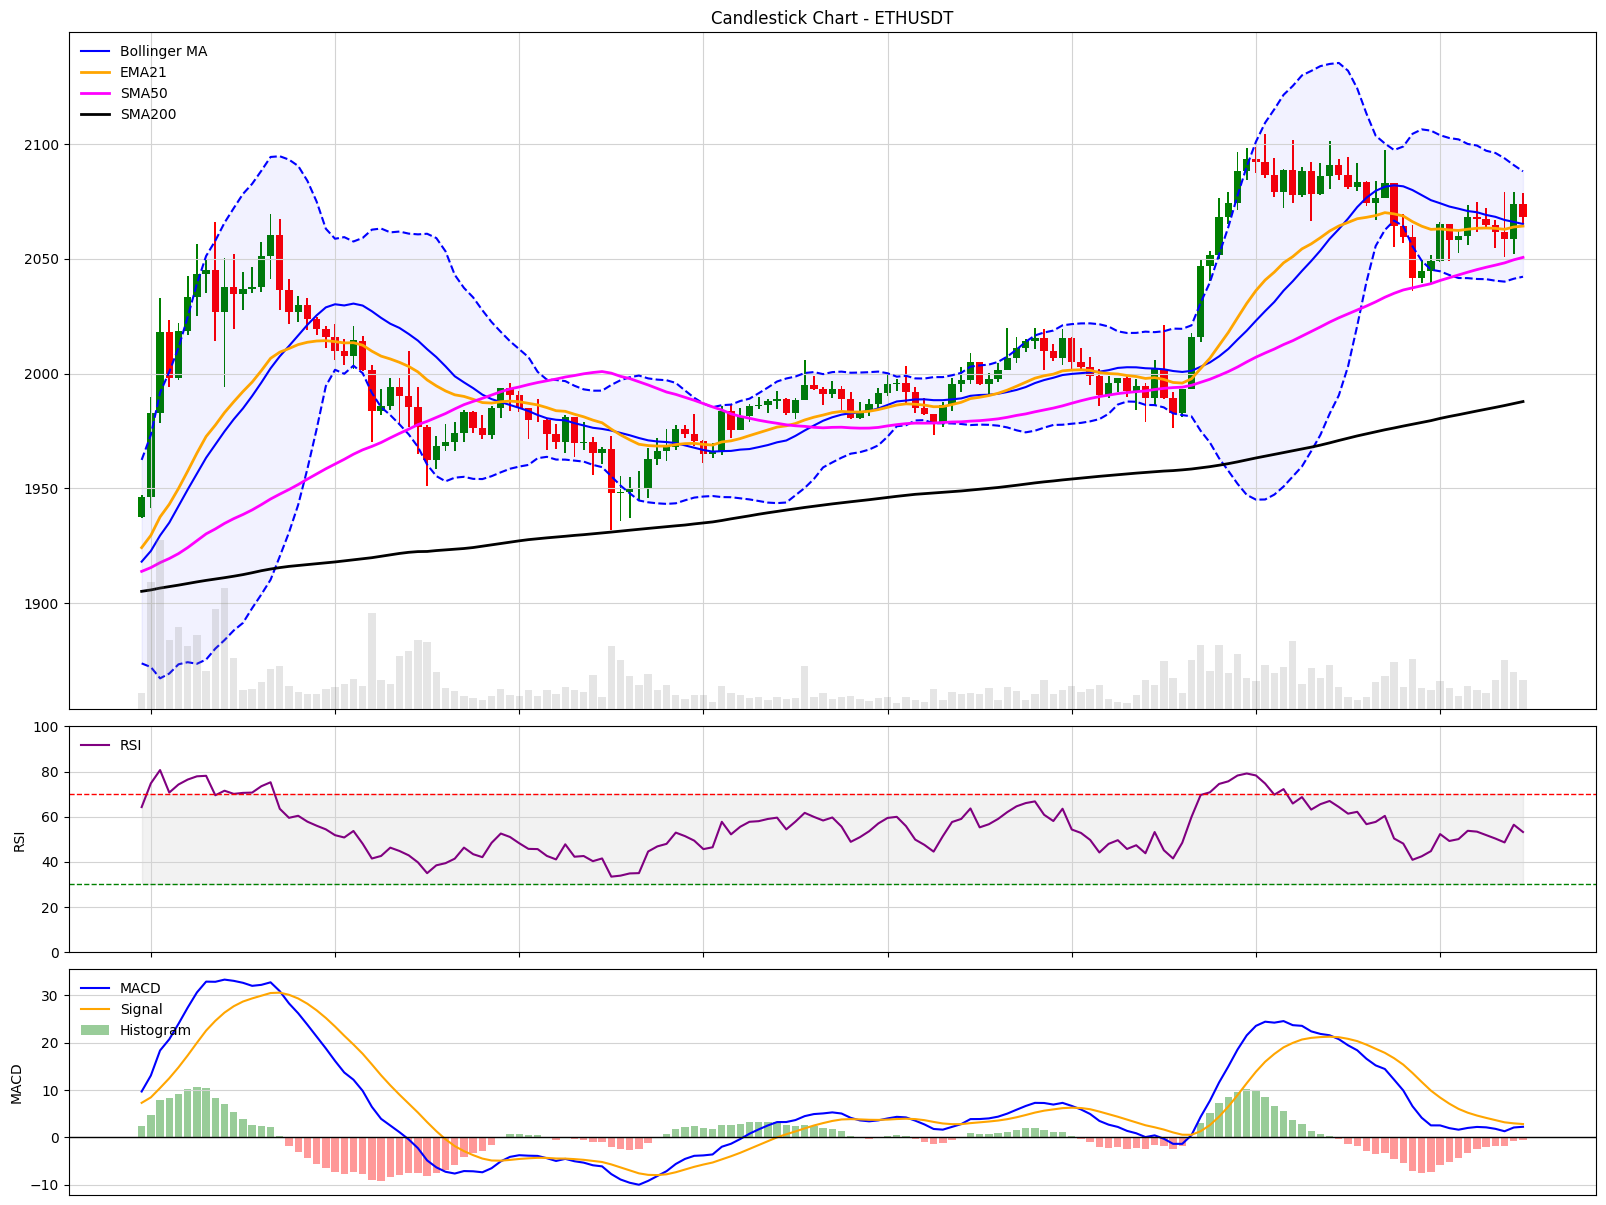 Candlestick Chart - ETHUSDT
Bollinger MA
EMA21
SMA50
SMA200
2100
2050
2000
1950
1900
RSI
100
80
60
40
20
0
RSI
MACD
Signal
Histogram
30
20
10
0
−10
MACD